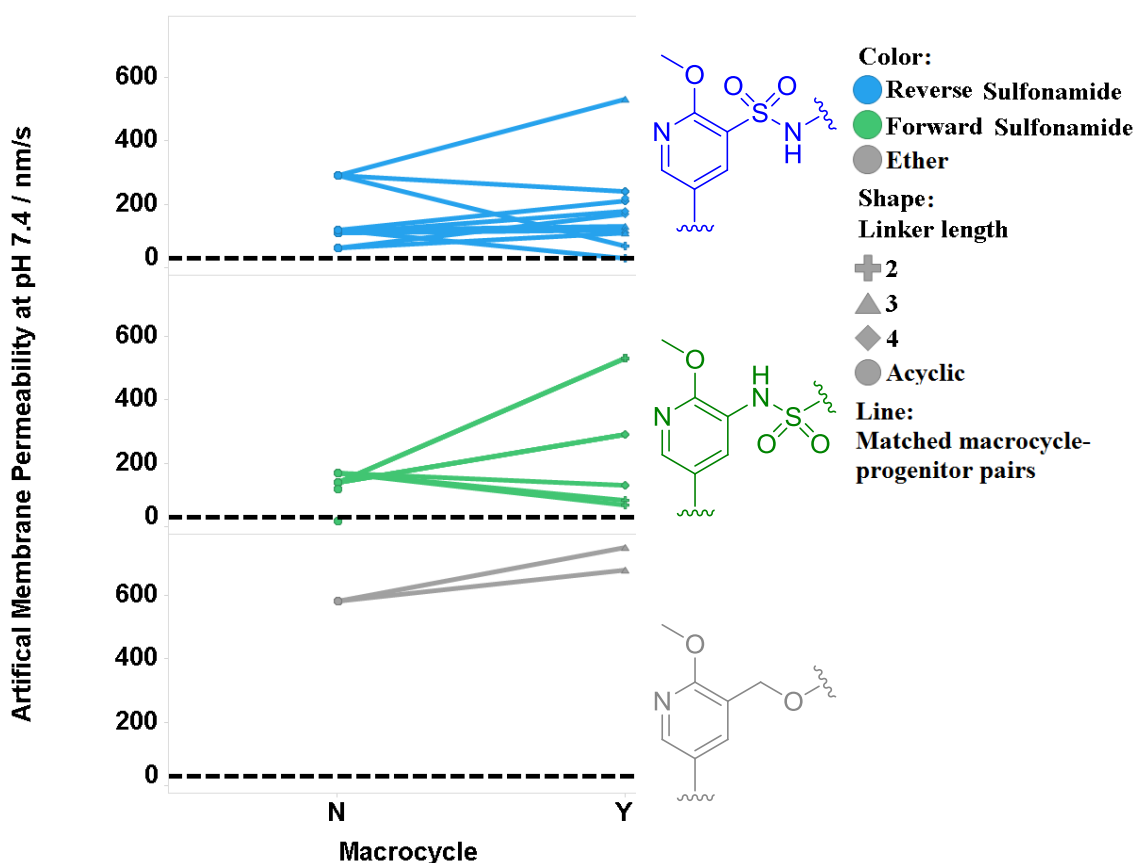 Artifical Membrane Permeability at pH 7.4 / nm/s
600
400
200
0
600
400
200
0
600
400
200
0
N
Y
Macrocycle
O
O
O
S
N
N
H
O
H
N
N
S
O
O
O
N
O
Color:
Reverse Sulfonamide
Forward Sulfonamide
Ether
Shape:
Linker length
2
3
4
Acyclic
Line:
Matched macrocycle-
progenitor pairs